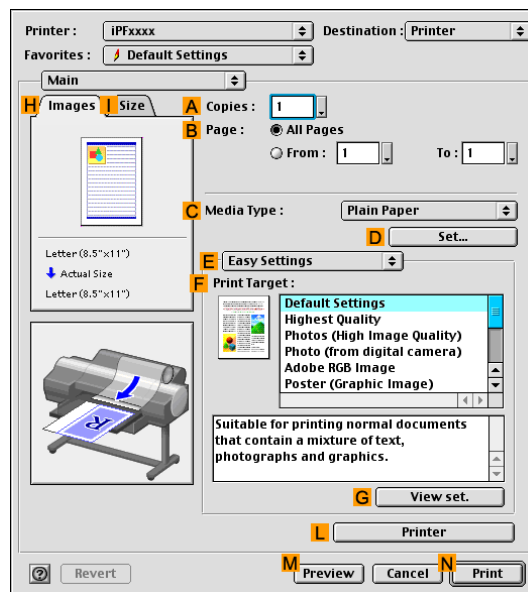 Printer : iPFxxxx Destination : Printer
Favorites : Default Settings
Main
H Images I Size
A Copies : 1
B Page : All Pages
From : 1 To : 1
C Media Type : Plain Paper
D Set...
Letter (8.5"x11")
Actual Size
Letter (8.5"x11")
E Easy Settings
F Print Target :
Default Settings
Highest Quality
Photos (High Image Quality)
Photo (from digital camera)
Adobe RGB Image
Poster (Graphic Image)
R
Suitable for printing normal documents
that contain a mixture of text,
photographs and graphics.
G View set.
L Printer
? Revert M Preview Cancel N Print